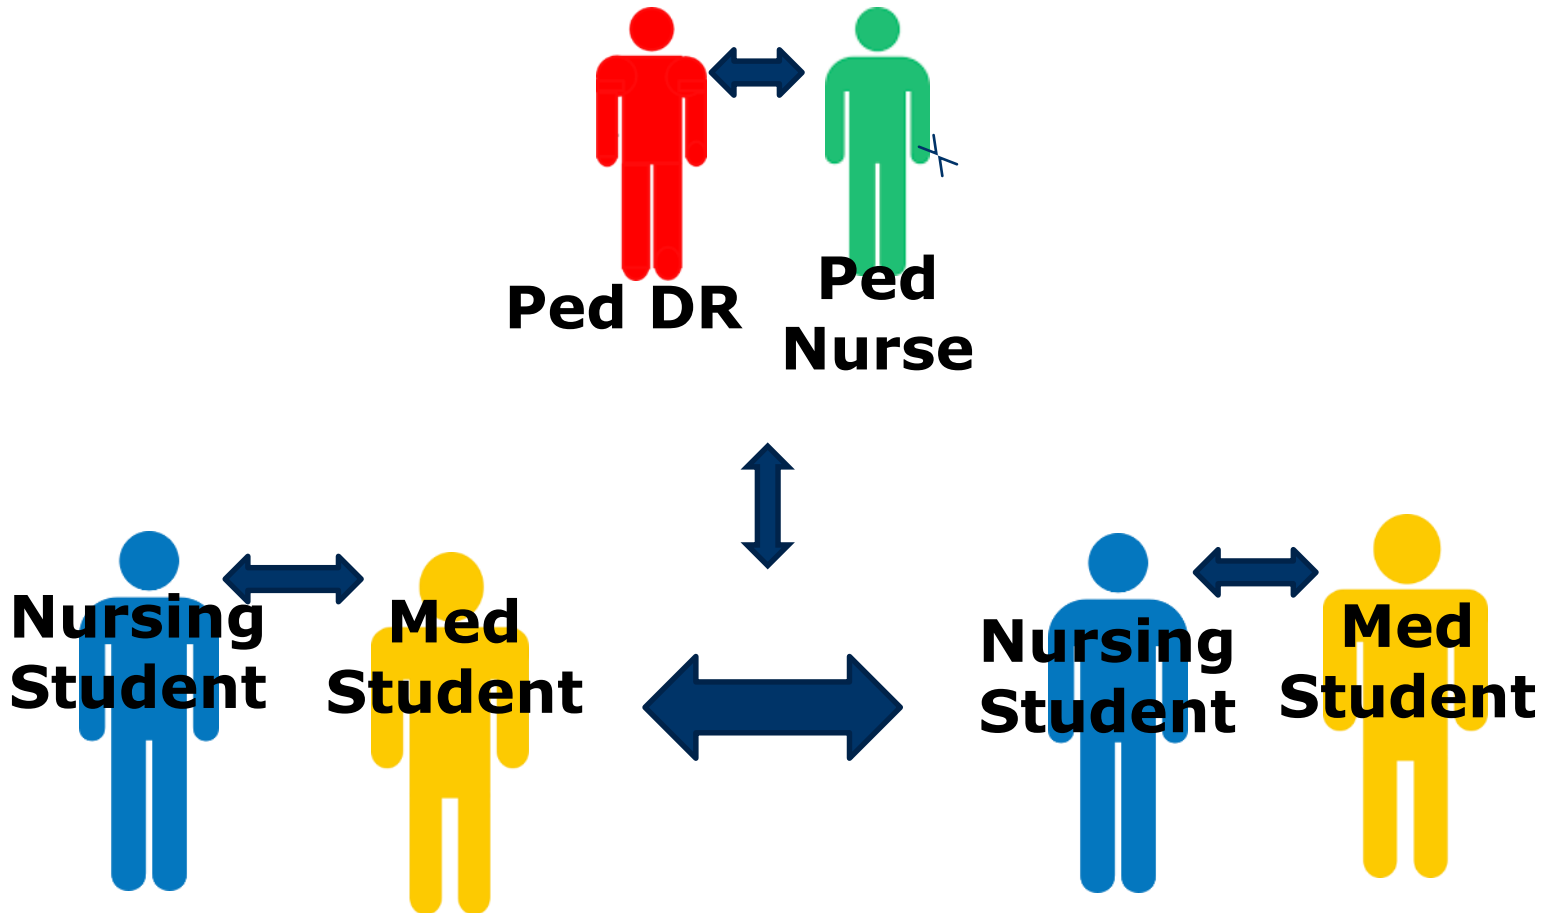 Ped DR
Ped
Nurse
Nursing
Student
Med
Student
Nursing
Student
Med
Student